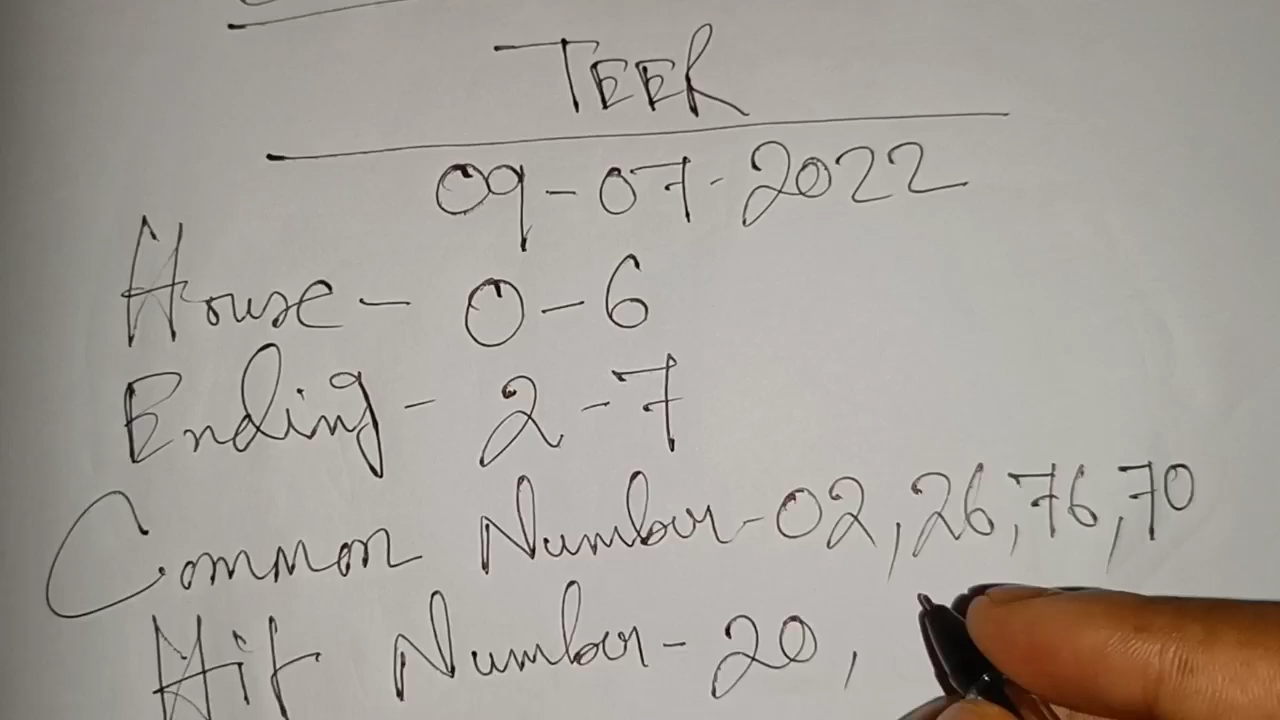 TEER
09-07-2022
House - 0-6
Ending - 2-7
Common Number - 02, 26, 76, 70
Hit Number - 20,